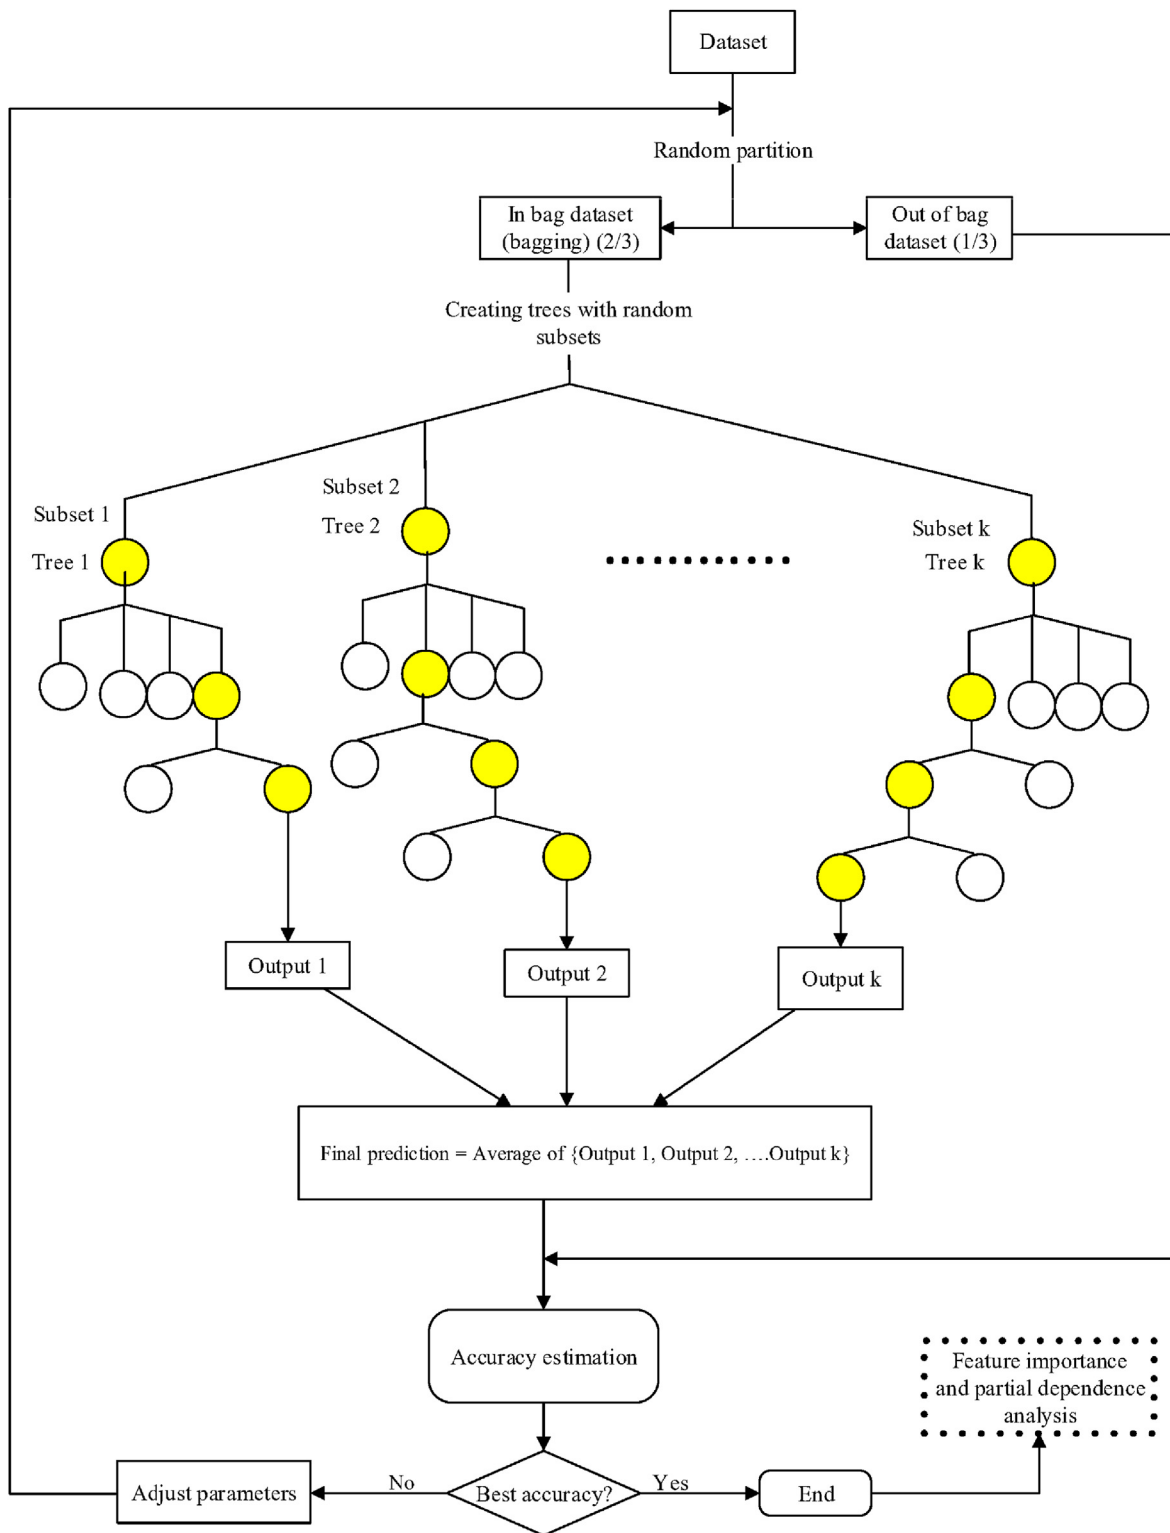 Dataset
Random partition
In bag dataset
(bagging) (2/3)
Out of bag
dataset (1/3)
Creating trees with random
subsets
Subset 1
Tree 1
Subset 2
Tree 2
Subset k
Tree k
Output 1
Output 2
Output k
Final prediction = Average of {Output 1, Output 2, ….Output k}
Accuracy estimation
Feature importance
and partial dependence
analysis
Adjust parameters
No
Best accuracy?
Yes
End